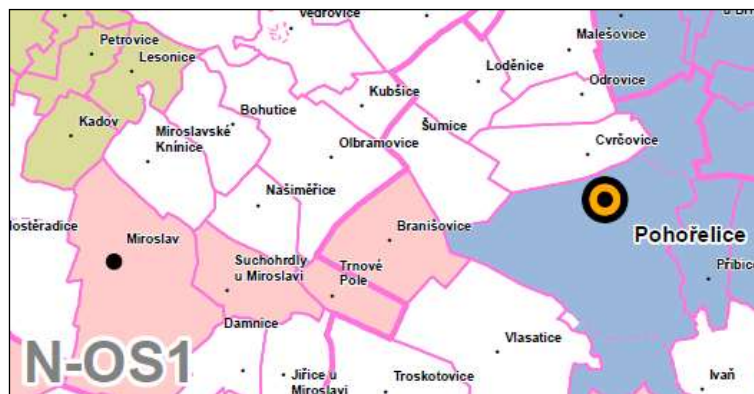 Vedrovice
Malešovice
Petrovice
Lesonice
Loděnice
Odrovice
Kubšice
Bohutice
Kadov
Miroslavské
Knínice
Šumice
Olbramovice
Cvrčovice
Našiměřice
Hostěradice
Miroslav
Branišovice
Pohořelice
Suchohrdly
u Miroslavi
Trnové
Pole
Přibice
Damnice
Vlasatice
N-OS1
Jiřice u
Miroslavi
Troskotovice
Ivaň